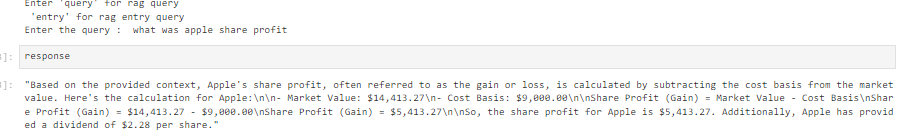 Enter 'query' for rag query
'entry' for rag entry query
Enter the query :  what was apple share profit
]: response
]: "Based on the provided context, Apple's share profit, often referred to as the gain or loss, is calculated by subtracting the cost basis from the market
value. Here's the calculation for Apple:\n\n- Market Value: $14,413.27\n- Cost Basis: $9,000.00\n\nShare Profit (Gain) = Market Value - Cost Basis\nShar
e Profit (Gain) = $14,413.27 - $9,000.00\nShare Profit (Gain) = $5,413.27\n\nSo, the share profit for Apple is $5,413.27. Additionally, Apple has provid
ed a dividend of $2.28 per share."